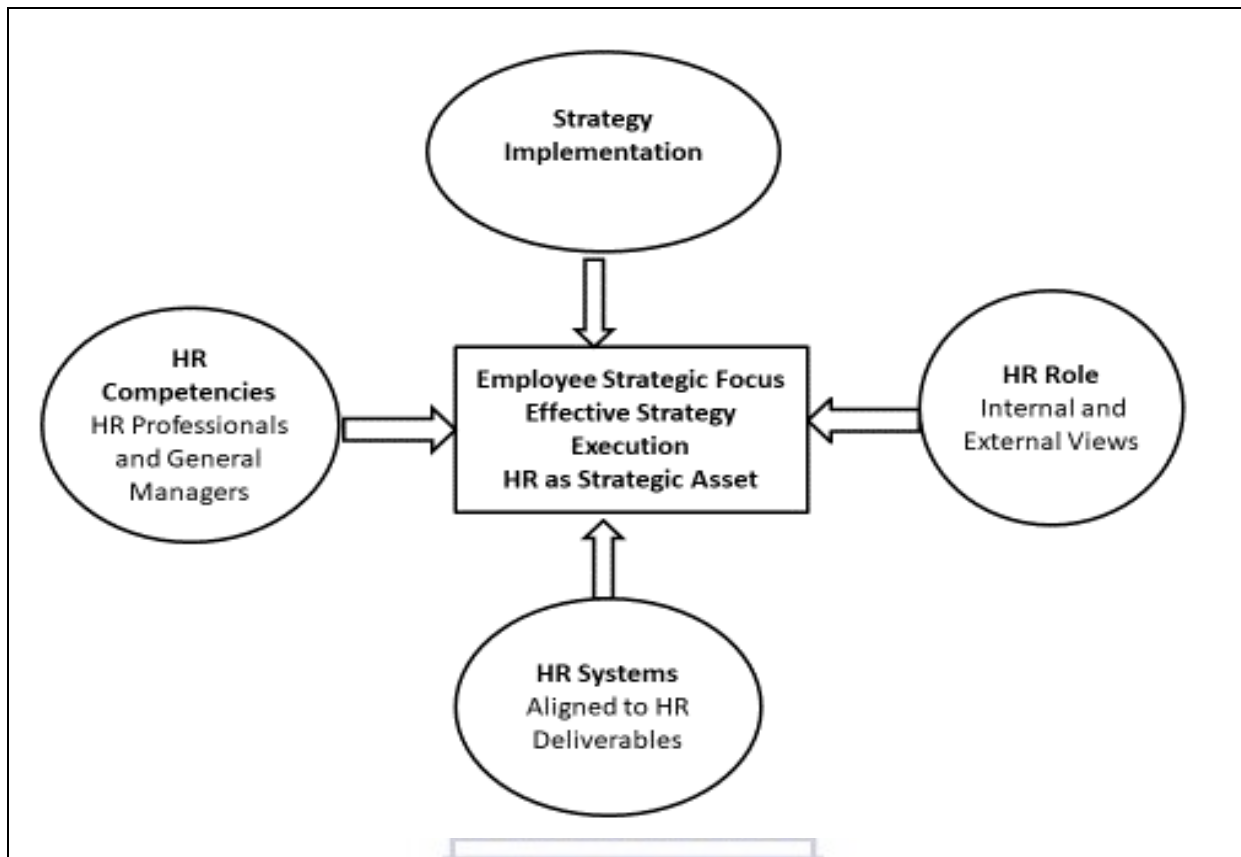 Strategy
Implementation
HR
Competencies
HR Professionals
and General
Managers
Employee Strategic Focus
Effective Strategy
Execution
HR as Strategic Asset
HR Role
Internal and
External Views
HR Systems
Aligned to HR
Deliverables